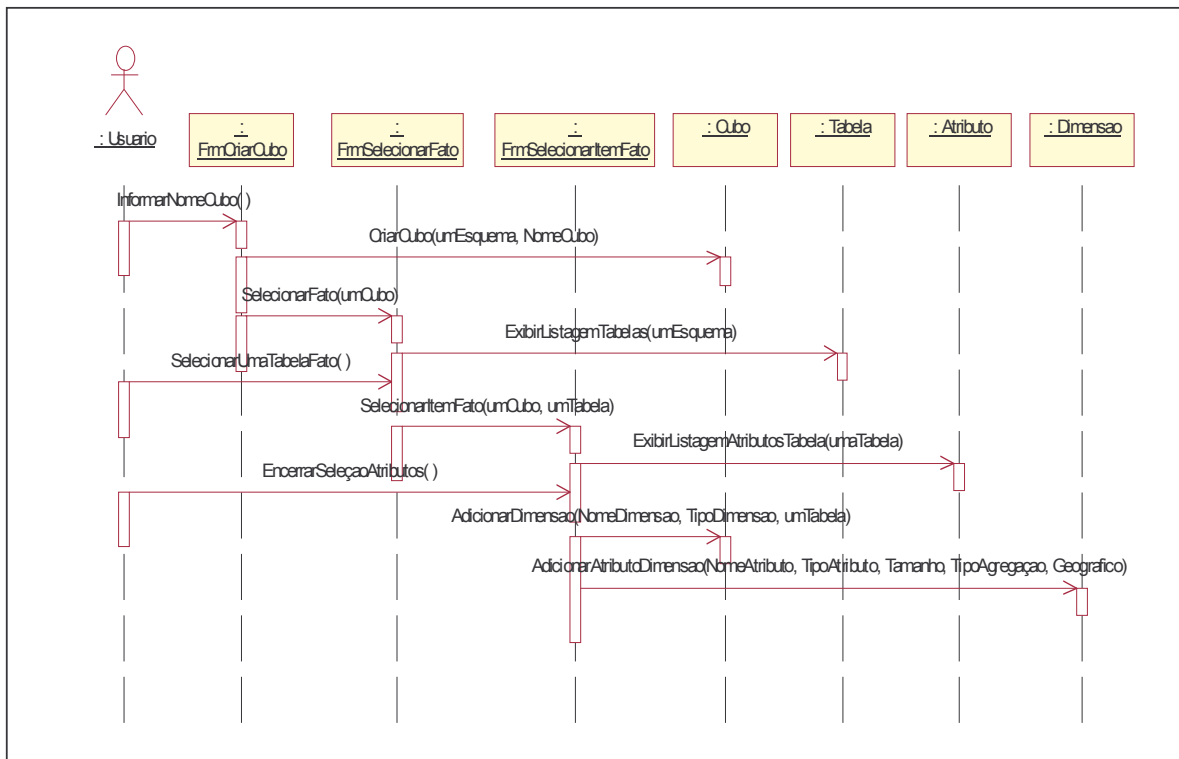 : Usuario
:
FrmCriarCubo
:
FrmSelecionarFato
:
FrmSelecionarItemFato
: Cubo
: Tabela
: Atributo
: Dimensao
InformarNomeCubo( )
CriarCubo(umEsquema, NomeCubo)
SelecionarFato(umCubo)
ExibirListagemTabelas(umEsquema)
SelecionarUmaTabelaFato( )
SelecionarItemFato(umCubo, umTabela)
ExibirListagemAtributosTabela(umaTabela)
EncerrarSeleçaoAtributos( )
AdicionarDimensao(NomeDimensao, TipoDimensao, umTabela)
AdicionarAtributoDimensao(NomeAtributo, TipoAtributo, Tamanho, TipoAgregaçao, Geografico)